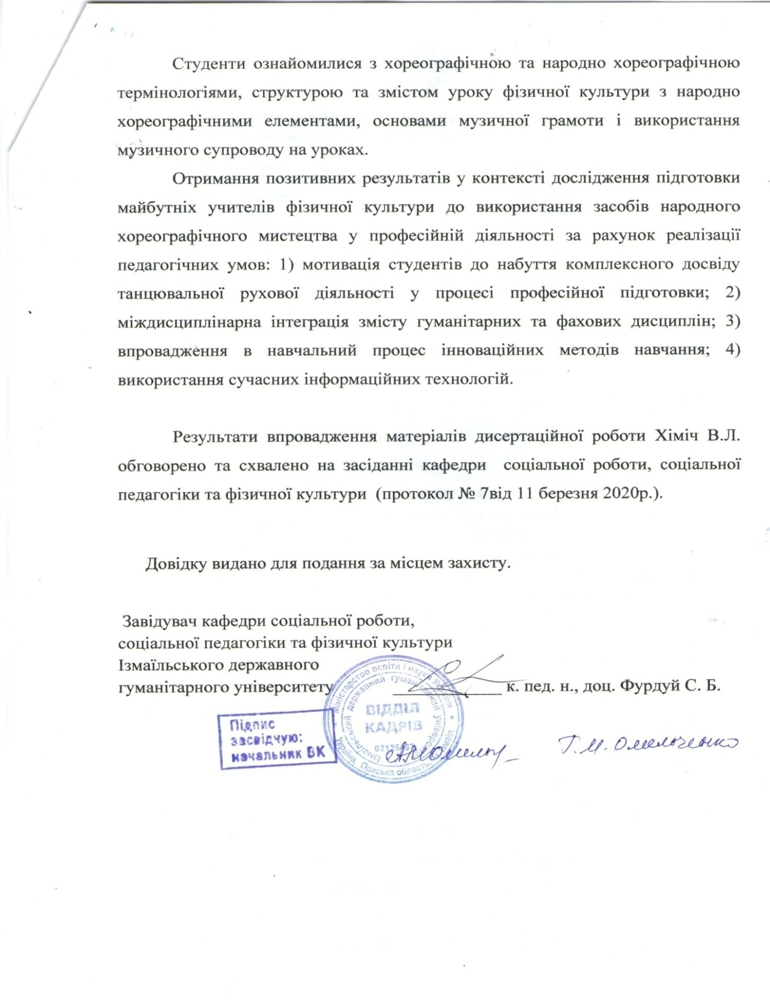 Студенти ознайомилися з хореографічною та народно хореографічною
термінологіями, структурою та змістом уроку фізичної культури з народно
хореографічними елементами, основами музичної грамоти і використання
музичного супроводу на уроках.
Отримання позитивних результатів у контексті дослідження підготовки
майбутніх учителів фізичної культури до використання засобів народного
хореографічного мистецтва у професійній діяльності за рахунок реалізації
педагогічних умов: 1) мотивація студентів до набуття комплексного досвіду
танцювальної рухової діяльності у процесі професійної підготовки; 2)
міждисциплінарна інтеграція змісту гуманітарних та фахових дисциплін; 3)
впровадження в навчальний процес інноваційних методів навчання; 4)
використання сучасних інформаційних технологій.
Результати впровадження матеріалів дисертаційної роботи Хіміч В.Л.
обговорено та схвалено на засіданні кафедри соціальної роботи, соціальної
педагогіки та фізичної культури (протокол № 7від 11 березня 2020р.).
Довідку видано для подання за місцем захисту.
Завідувач кафедри соціальної роботи,
соціальної педагогіки та фізичної культури
Ізмаїльського державного
гуманітарного університету к. пед. н., доц. Фурдуй С. Б.
Міністерство освіти і науки України
державний гуманітарний
ВІДДІЛ
КАДРІВ
Україна, Одеська область,
Підпис
засвідчую:
начальник ВК
Г.М. Омельченко